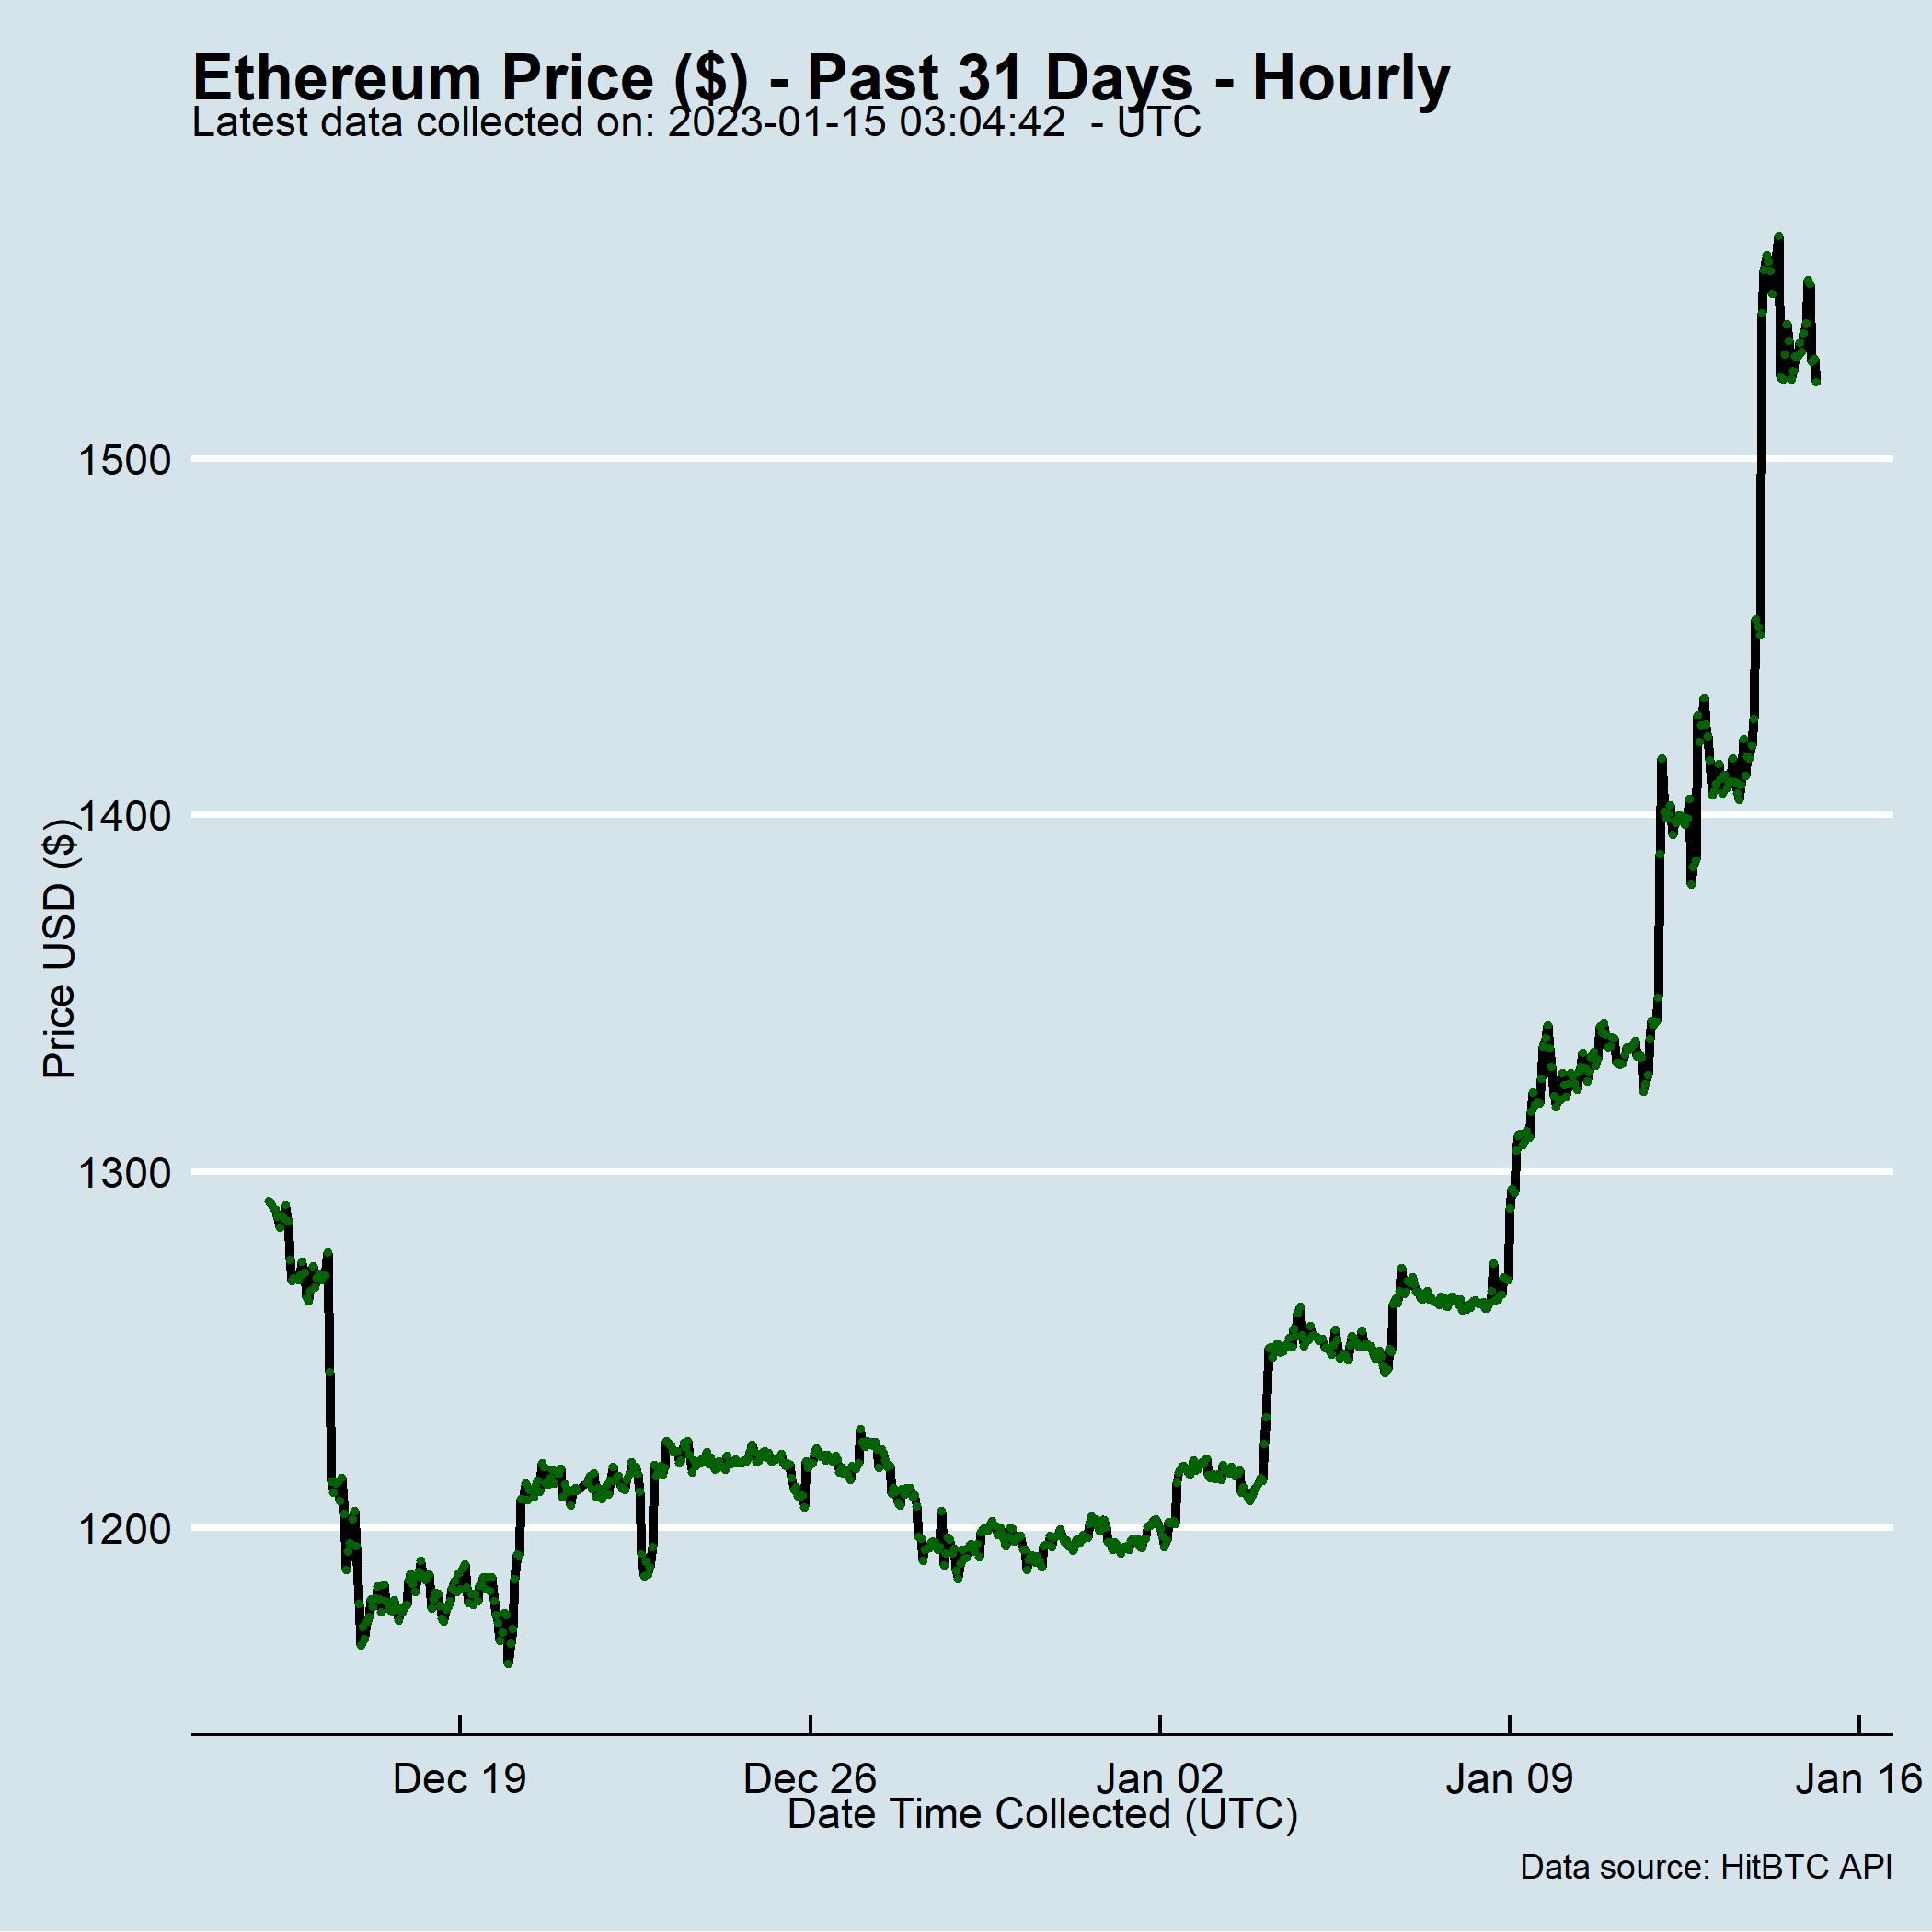 Ethereum Price ($) - Past 31 Days - Hourly
Latest data collected on: 2023-01-15 03:04:42  - UTC
1500
1400
1300
1200
Price USD ($)
Dec 19
Dec 26
Jan 02
Jan 09
Jan 16
Date Time Collected (UTC)
Data source: HitBTC API